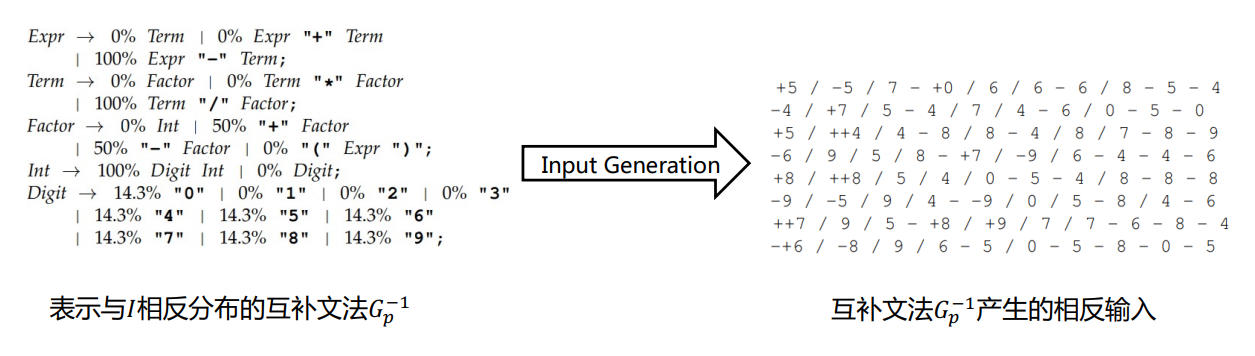 Expr → 0% Term | 0% Expr "+" Term
| 100% Expr "−" Term;
Term → 0% Factor | 0% Term "*" Factor
| 100% Term "/" Factor;
Factor → 0% Int | 50% "+" Factor
| 50% "−" Factor | 0% "(" Expr ")";
Int → 100% Digit Int | 0% Digit;
Digit → 14.3% "0" | 0% "1" | 0% "2" | 0% "3"
| 14.3% "4" | 14.3% "5" | 14.3% "6"
| 14.3% "7" | 14.3% "8" | 14.3% "9";
表示与I相反分布的互补文法Gₚ⁻¹
Input Generation
+5 / -5 / 7 - +0 / 6 / 6 - 6 / 8 - 5 - 4
-4 / +7 / 5 - 4 / 7 / 4 - 6 / 0 - 5 - 0
+5 / ++4 / 4 - 8 / 8 - 4 / 8 / 7 - 8 - 9
-6 / 9 / 5 / 8 - +7 / -9 / 6 - 4 - 4 - 6
+8 / ++8 / 5 / 4 / 0 - 5 - 4 / 8 - 8 - 8
-9 / -5 / 9 / 4 - -9 / 0 / 5 - 8 / 4 - 6
++7 / 9 / 5 - +8 / +9 / 7 / 7 - 6 - 8 - 4
-+6 / -8 / 9 / 6 - 5 / 0 - 5 - 8 - 0 - 5
互补文法Gₚ⁻¹产生的相反输入